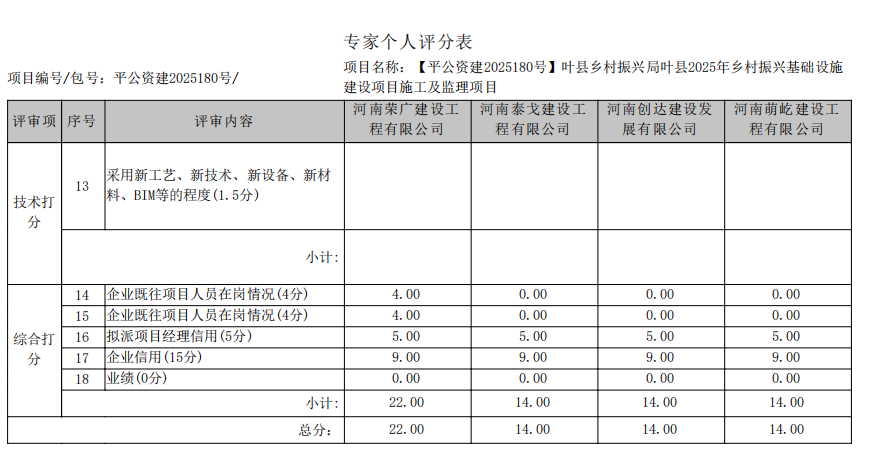 专家个人评分表
项目编号/包号: 平公资建2025180号/
项目名称: 【平公资建2025180号】叶县乡村振兴局叶县2025年乡村振兴基础设施
建设项目施工及监理项目
评审项 序号 评审内容 河南荣广建设工 河南泰戈建设工 河南创达建设发 河南萌屹建设工
程有限公司 程有限公司 展有限公司 程有限公司
技术打
分
13 采用新工艺、新技术、新设备、新材
料、BIM等的程度(1.5分)
小计:
综合打
分
14 企业既往项目人员在岗情况(4分) 4.00 0.00 0.00 0.00
15 企业既往项目人员在岗情况(4分) 4.00 0.00 0.00 0.00
16 拟派项目经理信用(5分) 5.00 5.00 5.00 5.00
17 企业信用(15分) 9.00 9.00 9.00 9.00
18 业绩(0分) 0.00 0.00 0.00 0.00
小计: 22.00 14.00 14.00 14.00
总分: 22.00 14.00 14.00 14.00